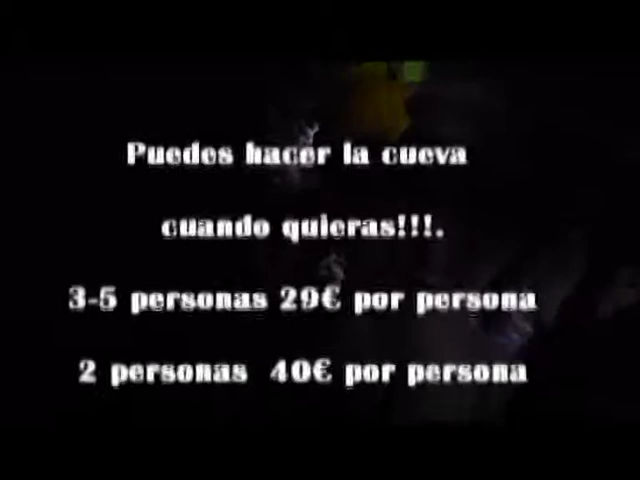 Puedes hacer la cueva
cuando quieras!!!.
3-5 personas 29€ por persona
2 personas 40€ por persona